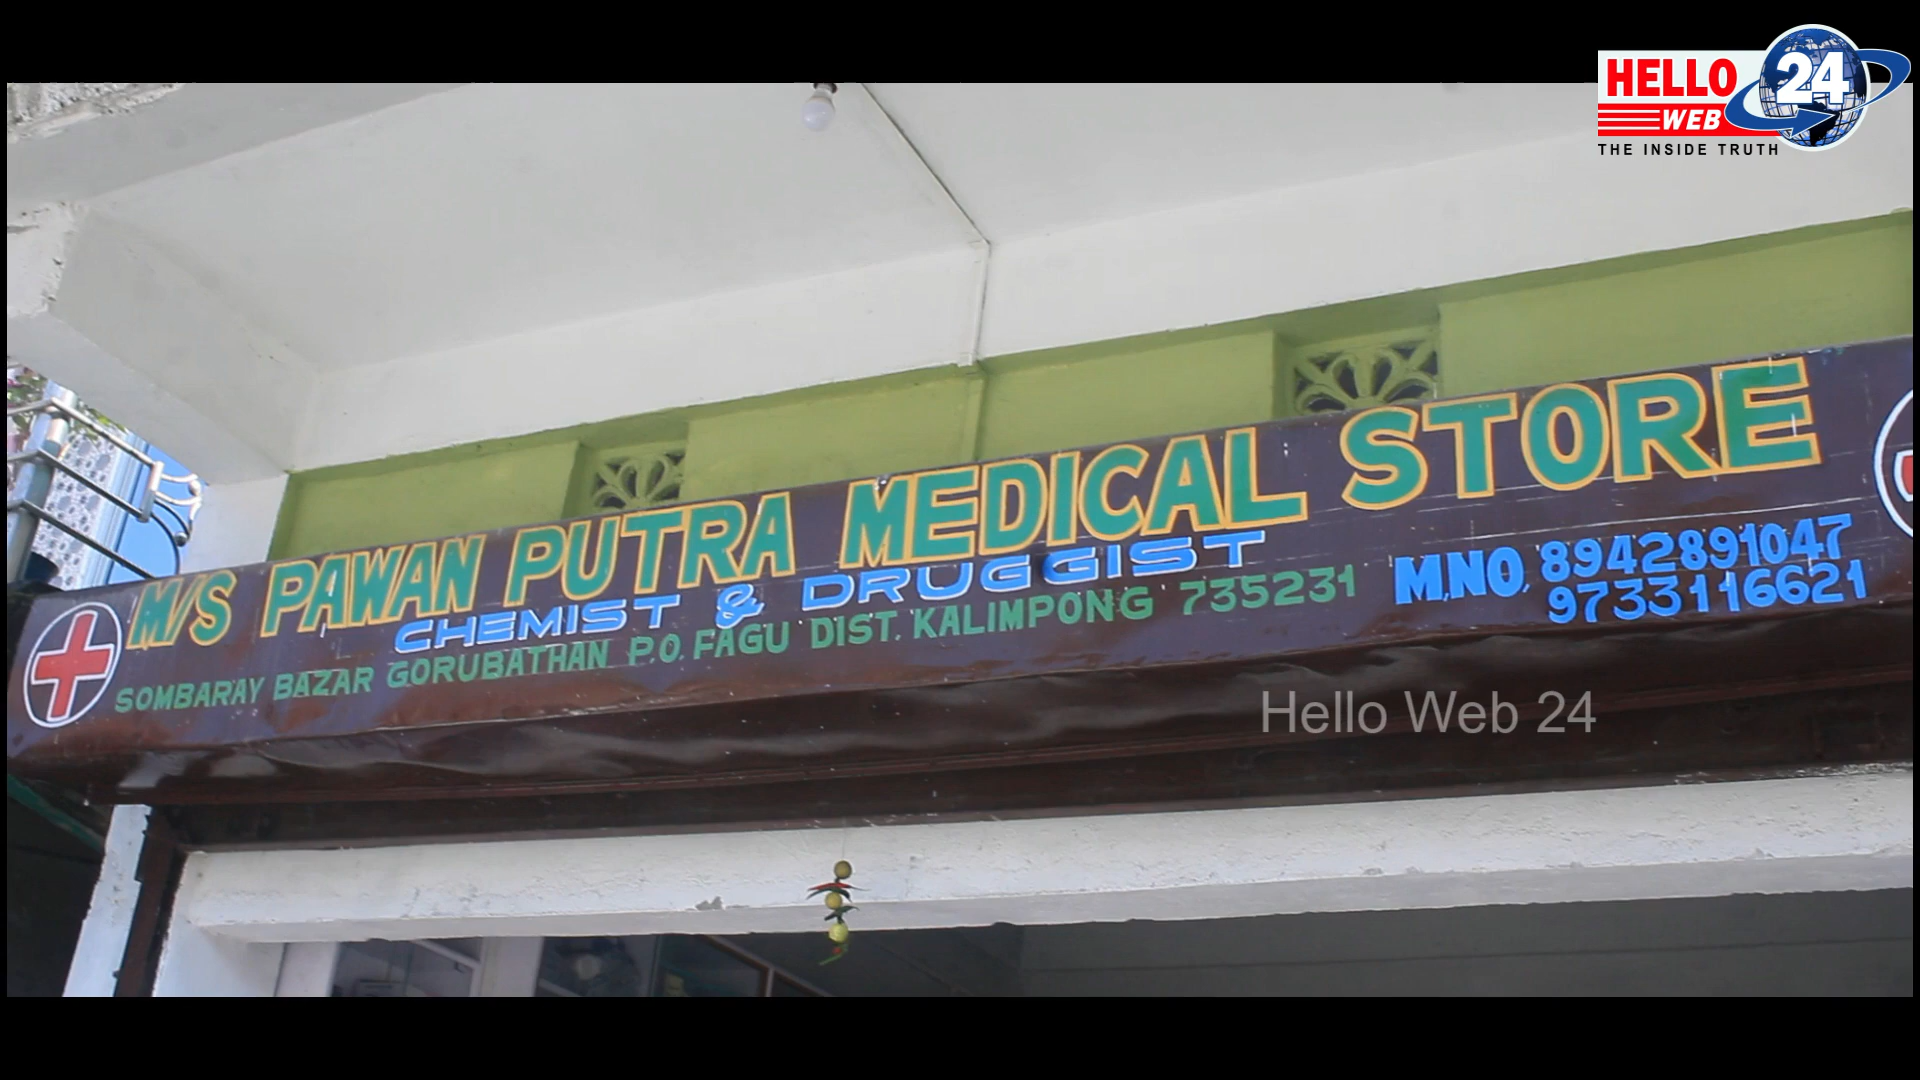 HELLO
24
WEB
THE INSIDE TRUTH
M/S PAWAN PUTRA MEDICAL STORE
CHEMIST & DRUGGIST
SOMBARAY BAZAR GORUBATHAN P.O. FAGU DIST. KALIMPONG 735231
M.NO. 8942891047
9733116621
Hello Web 24